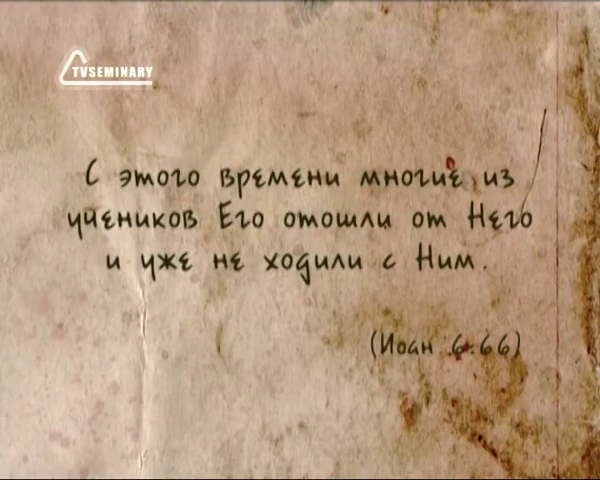 TVSEMINARY
С этого времени многие из
учеников Его отошли от Него
и уже не ходили с Ним.
(Иоан 6.66)